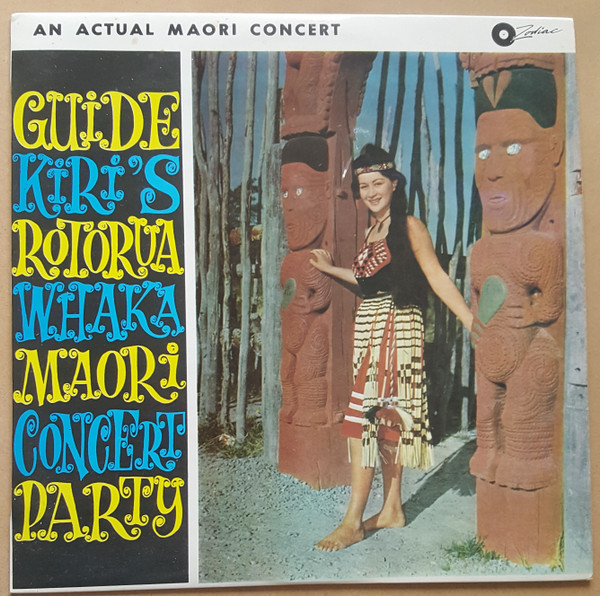 AN ACTUAL MAORI CONCERT
Zodiac
GUiDE
KiRi'S
ROTORUA
WHAKA
MAORi
CONCERT
PARTY